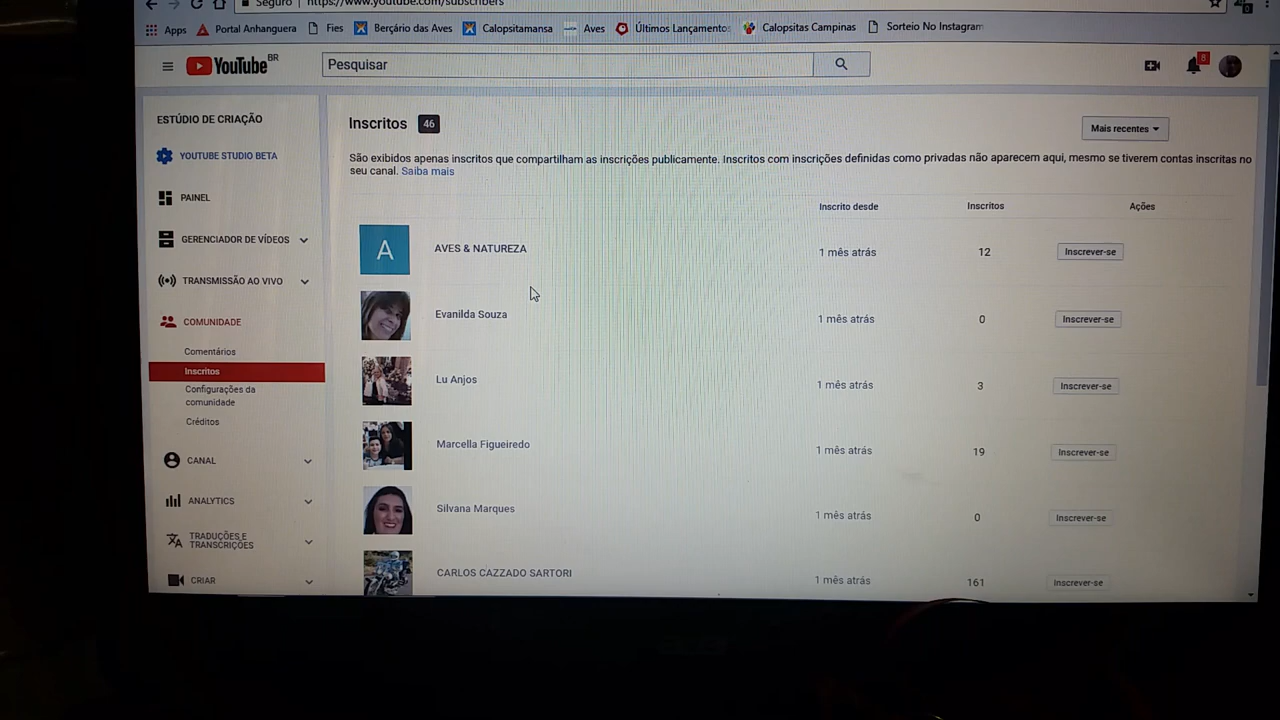 Seguro | https://www.youtube.com/subscribers
Apps Portal Anhanguera Fies Berçário das Aves Calopsitamansa Aves Últimos Lançamento: Calopsitas Campinas Sorteio No Instagram
YouTube BR Pesquisar
ESTÚDIO DE CRIAÇÃO
YOUTUBE STUDIO BETA
PAINEL
GERENCIADOR DE VÍDEOS
TRANSMISSÃO AO VIVO
COMUNIDADE
Comentários
Inscritos
Configurações da
comunidade
Créditos
CANAL
ANALYTICS
TRADUÇÕES E
TRANSCRIÇÕES
CRIAR
Inscritos 46
Mais recentes
São exibidos apenas inscritos que compartilham as inscrições publicamente. Inscritos com inscrições definidas como privadas não aparecem aqui, mesmo se tiverem contas inscritas no
seu canal. Saiba mais
Inscrito desde Inscritos Ações
A AVES & NATUREZA 1 mês atrás 12 Inscrever-se
Evanilda Souza 1 mês atrás 0 Inscrever-se
Lu Anjos 1 mês atrás 3 Inscrever-se
Marcella Figueiredo 1 mês atrás 19 Inscrever-se
Silvana Marques 1 mês atrás 0 Inscrever-se
CARLOS CAZZADO SARTORI 1 mês atrás 161 Inscrever-se